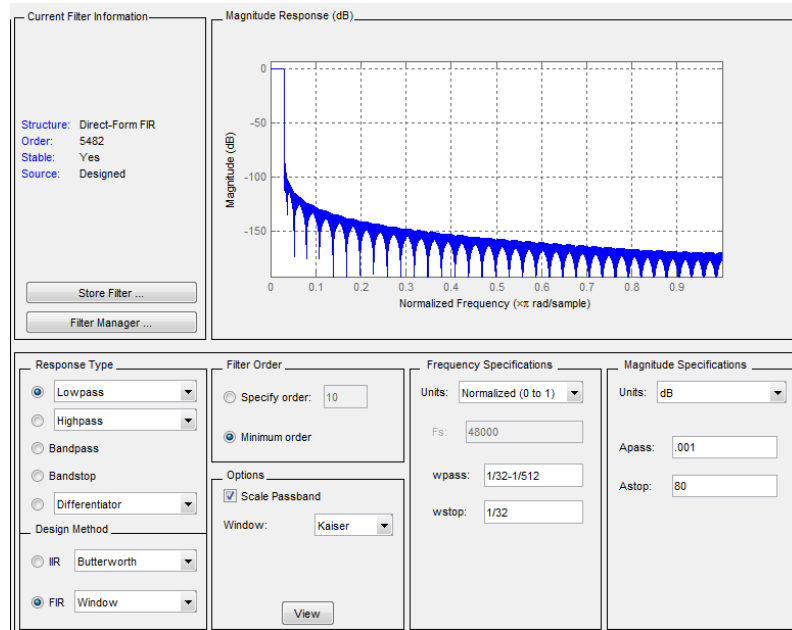 Current Filter Information
Structure: Direct-Form FIR
Order: 5482
Stable: Yes
Source: Designed
Store Filter ...
Filter Manager ...
Magnitude Response (dB)
0
-50
-100
-150
Magnitude (dB)
0 0.1 0.2 0.3 0.4 0.5 0.6 0.7 0.8 0.9
Normalized Frequency (×π rad/sample)
Response Type
Lowpass
Highpass
Bandpass
Bandstop
Differentiator
Design Method
IIR Butterworth
FIR Window
Filter Order
Specify order: 10
Minimum order
Options
Scale Passband
Window: Kaiser
View
Frequency Specifications
Units: Normalized (0 to 1)
Fs: 48000
wpass: 1/32-1/512
wstop: 1/32
Magnitude Specifications
Units: dB
Apass: .001
Astop: 80